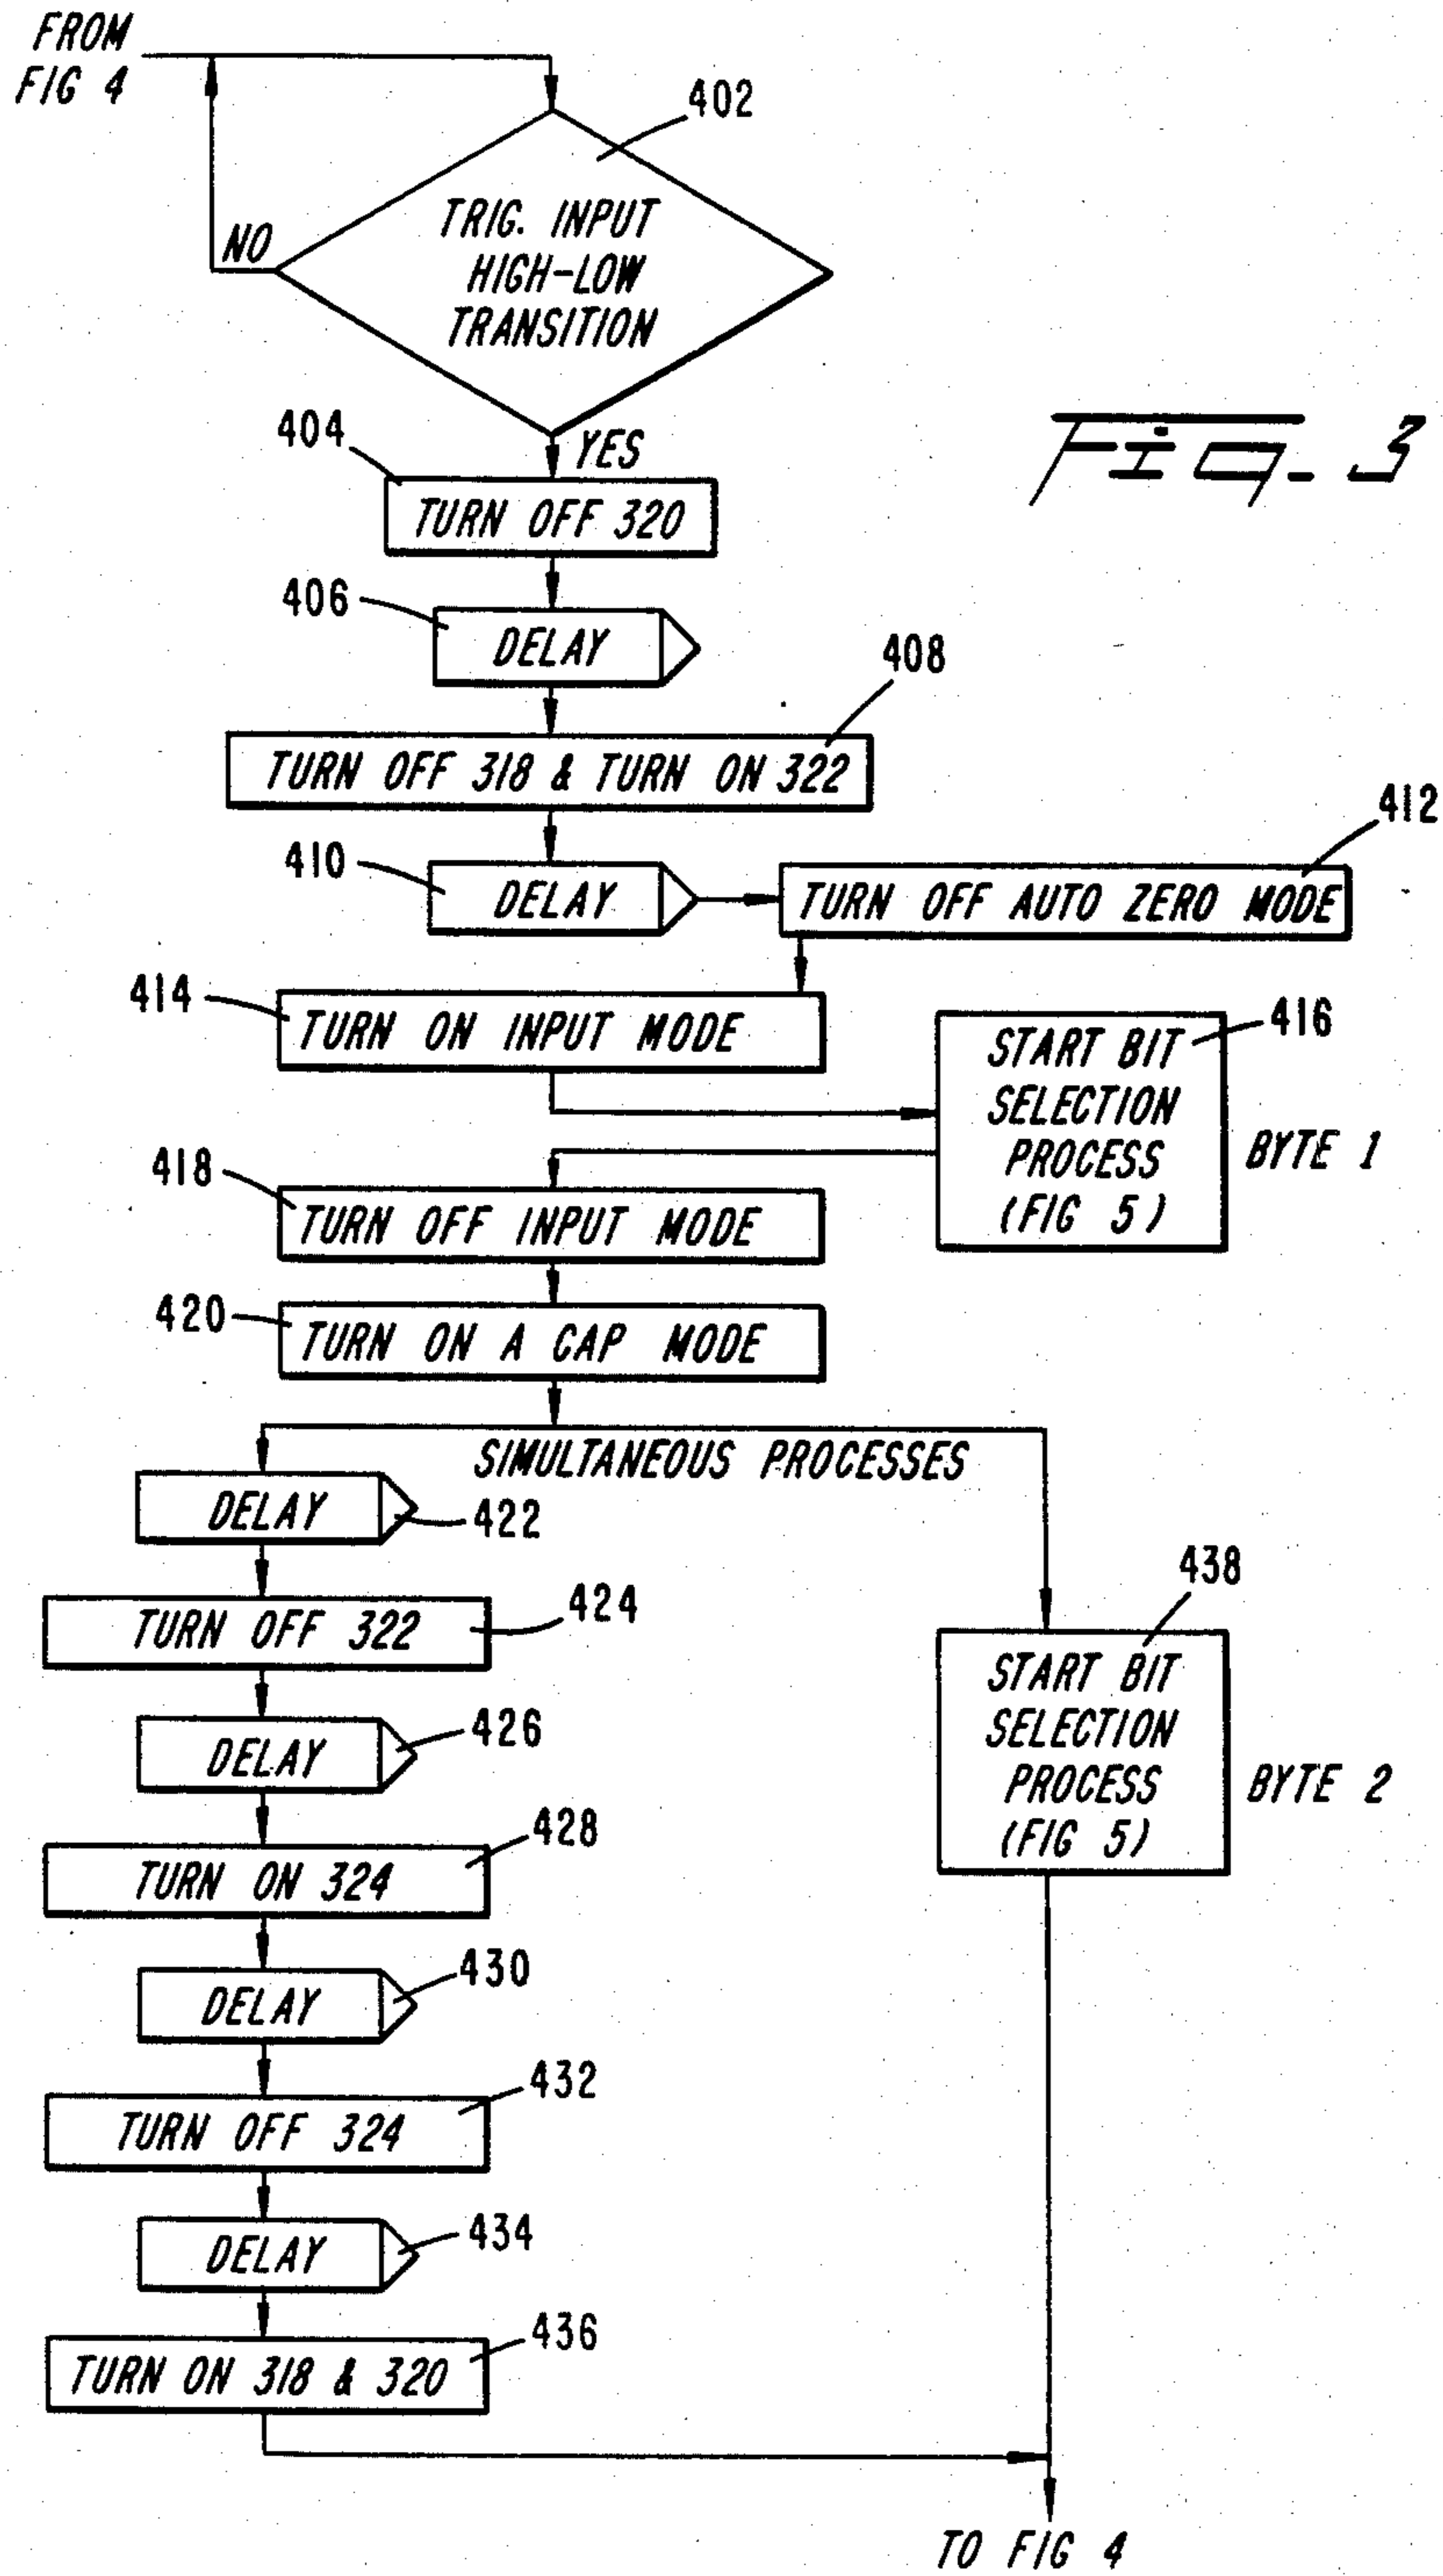 FROM
FIG 4
402
TRIG. INPUT
HIGH-LOW
TRANSITION
NO
YES
Fig. 3
404
TURN OFF 320
406
DELAY
408
TURN OFF 318 & TURN ON 322
410
DELAY
412
TURN OFF AUTO ZERO MODE
414
TURN ON INPUT MODE
416
START BIT
SELECTION
PROCESS
(FIG 5)
BYTE 1
418
TURN OFF INPUT MODE
420
TURN ON A CAP MODE
SIMULTANEOUS PROCESSES
DELAY
422
TURN OFF 322
424
DELAY
426
TURN ON 324
428
DELAY
430
TURN OFF 324
432
DELAY
434
TURN ON 318 & 320
436
438
START BIT
SELECTION
PROCESS
(FIG 5)
BYTE 2
TO FIG 4